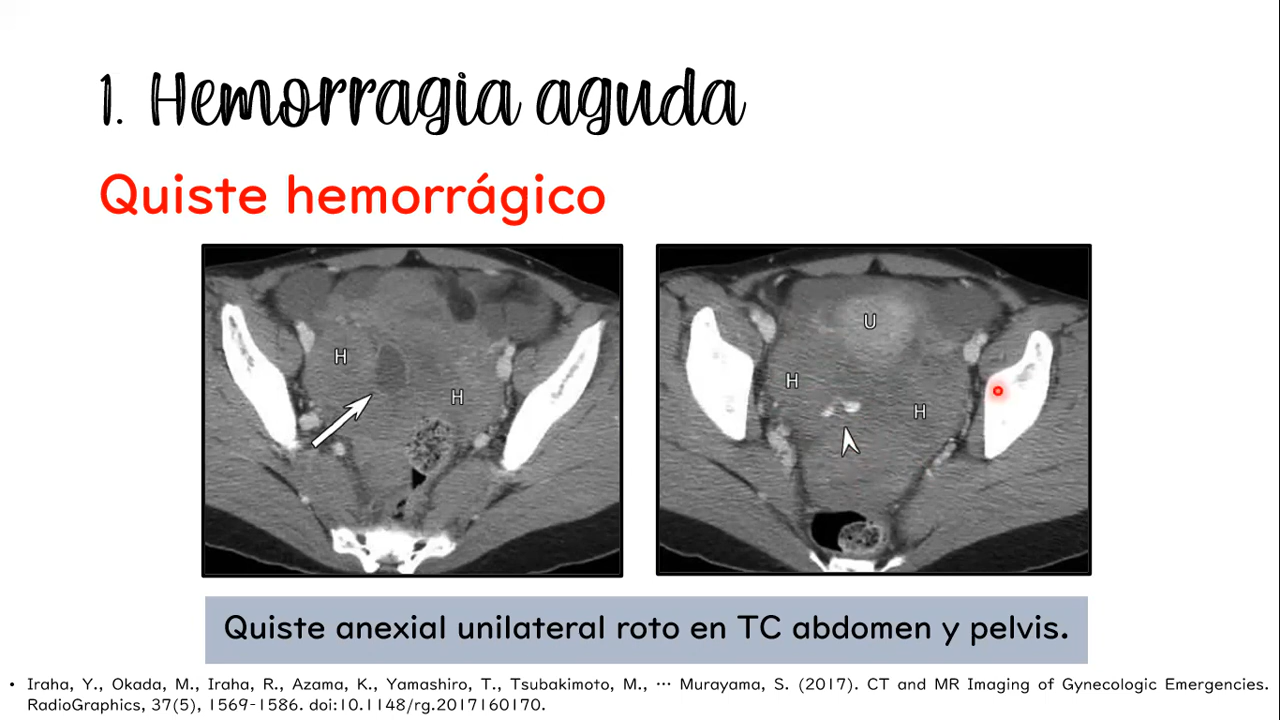 1. Hemorragia aguda
Quiste hemorrágico
H
H
U
H
H
Quiste anexial unilateral roto en TC abdomen y pelvis.
• Iraha, Y., Okada, M., Iraha, R., Azama, K., Yamashiro, T., Tsubakimoto, M., ··· Murayama, S. (2017). CT and MR Imaging of Gynecologic Emergencies.
RadioGraphics, 37(5), 1569-1586. doi:10.1148/rg.2017160170.